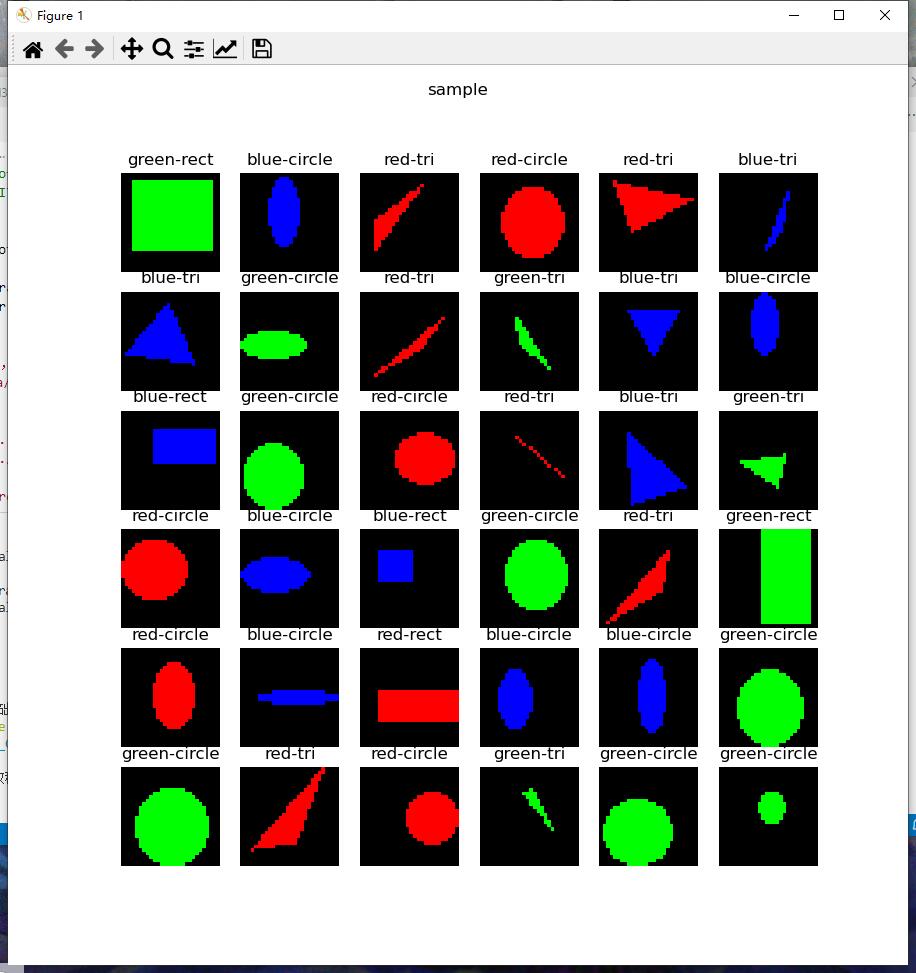 Figure 1
sample
green-rect blue-circle red-tri red-circle red-tri blue-tri
blue-tri green-circle red-tri green-tri blue-tri blue-circle
blue-rect green-circle red-circle red-tri blue-tri green-tri
red-circle blue-circle blue-rect green-circle red-tri green-rect
red-circle blue-circle red-rect blue-circle blue-circle green-circle
green-circle red-tri red-circle green-tri green-circle green-circle